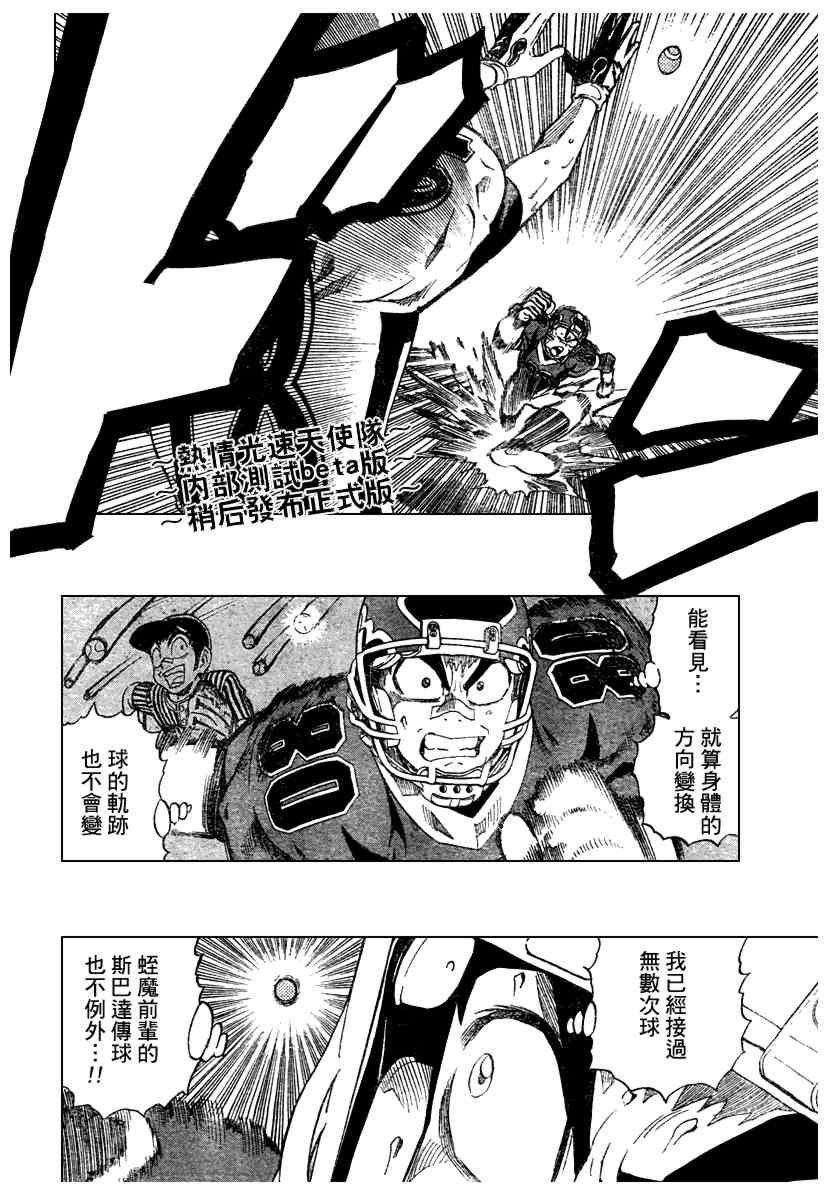 ～熱情光速天使隊～
～内部測試beta版～
～稍后發布正式版～
能看見…
就算身體的
方向變換
球的軌跡
也不會變
80
80
我已經接過
無數次球
蛭魔前輩的
斯巴達傳球
也不例外…!!